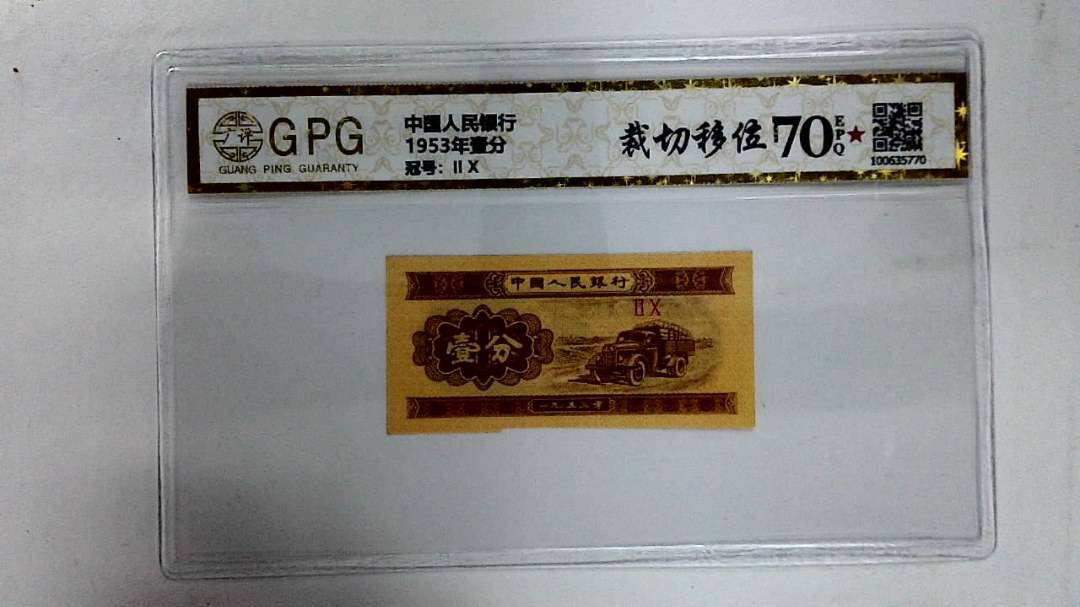 广评
GPG
GUANG PING GUARANTY
中国人民银行
1953年壹分
冠号: II X
裁切移位 70 EPQ ★
100635770
中国人民银行
II X
壹分
一九五三年